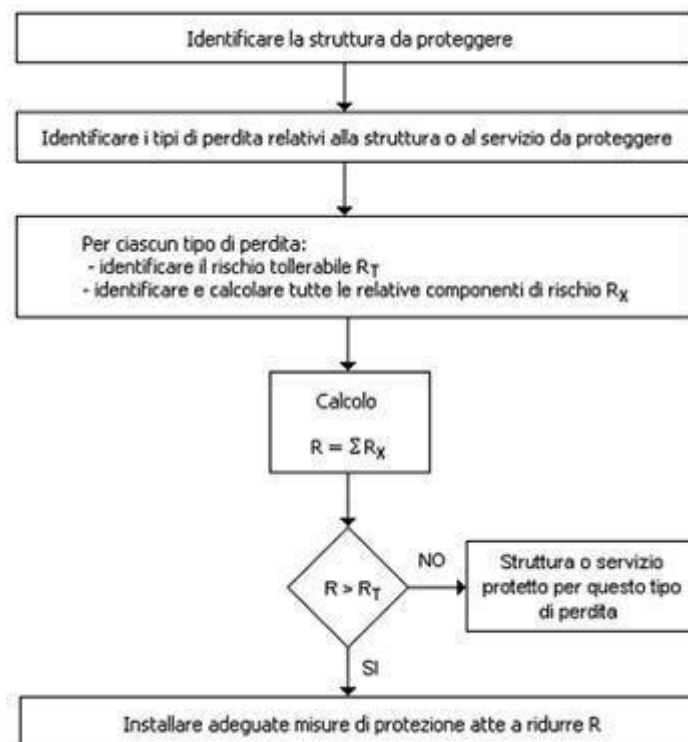 Identificare la struttura da proteggere
Identificare i tipi di perdita relativi alla struttura o al servizio da proteggere
Per ciascun tipo di perdita:
- identificare il rischio tollerabile R_T
- identificare e calcolare tutte le relative componenti di rischio R_X
Calcolo
R = ΣR_X
R > R_T
NO
Struttura o servizio
protetto per questo tipo
di perdita
SI
Installare adeguate misure di protezione atte a ridurre R